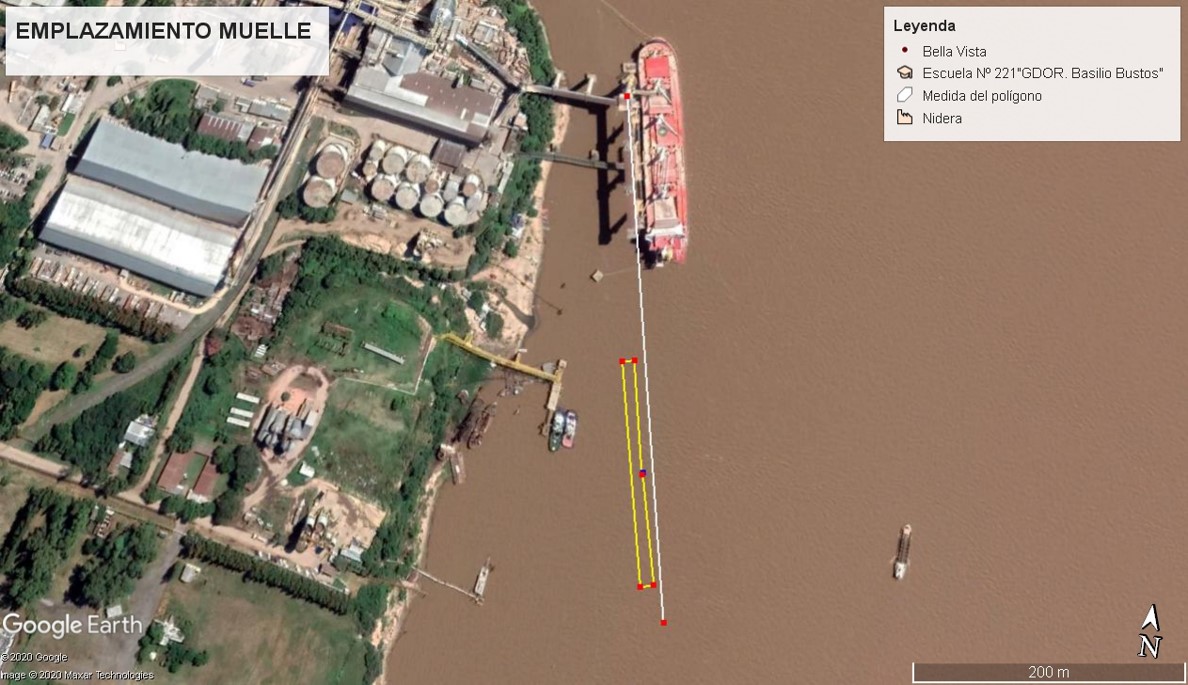 EMPLAZAMIENTO MUELLE
Leyenda
Bella Vista
Escuela Nº 221"GDOR. Basilio Bustos"
Medida del polígono
Nidera
Google Earth
© 2020 Google
Image © 2020 Maxar Technologies
N
200 m